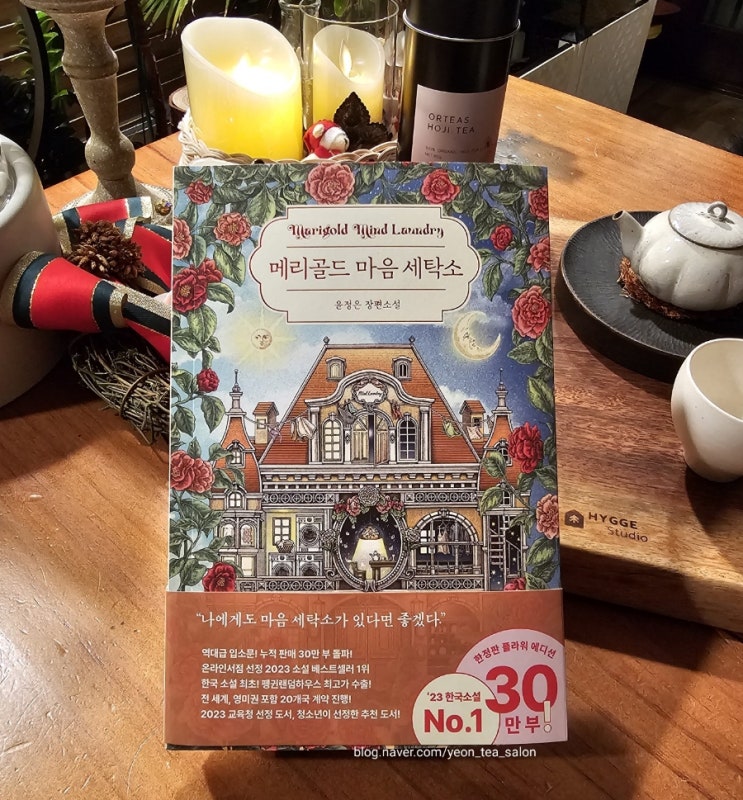 ORTEAS
HOJI TEA
Marigold Mind Laundry
메리골드 마음 세탁소
윤정은 장편소설
Mind Laundry
HYGGE
Studio
“나에게도 마음 세탁소가 있다면 좋겠다.”
역대급 입소문! 누적 판매 30만 부 돌파!
온라인서점 선정 2023 소설 베스트셀러 1위
한국 소설 최초! 펭귄랜덤하우스 최고가 수출!
전 세계, 영미권 포함 20개국 계약 진행!
2023 교육청 선정 도서, 청소년이 선정한 추천 도서!
한정판 플라워 에디션
30
만 부!
’23 한국소설
No.1
blog.naver.com/yeon_tea_salon